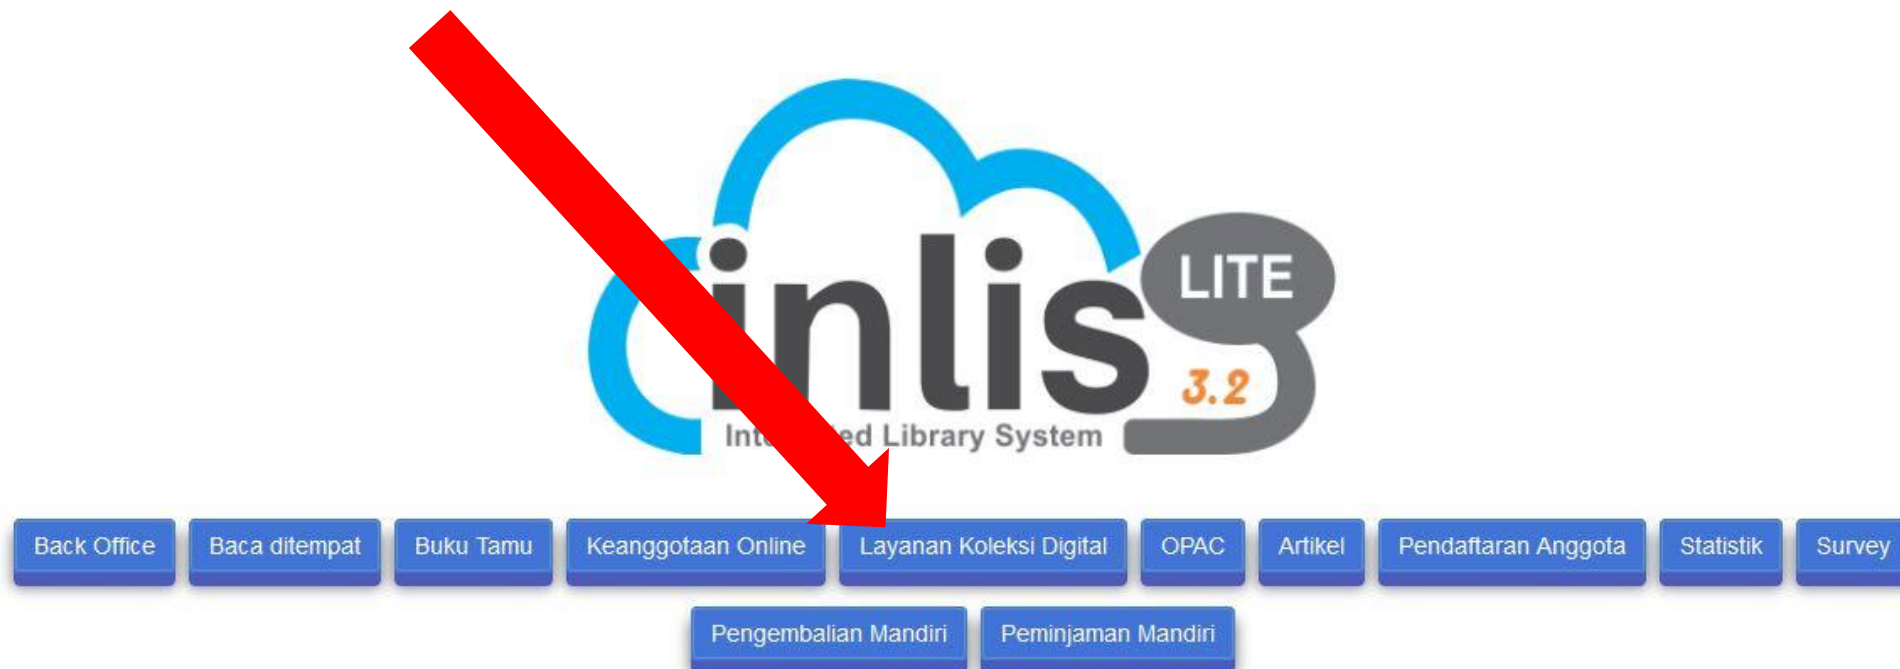 inlis LITE
3.2
Library System
Back Office Baca ditempat Buku Tamu Keanggotaan Online Layanan Koleksi Digital OPAC Artikel Pendaftaran Anggota Statistik Survey
Pengembalian Mandiri Peminjaman Mandiri